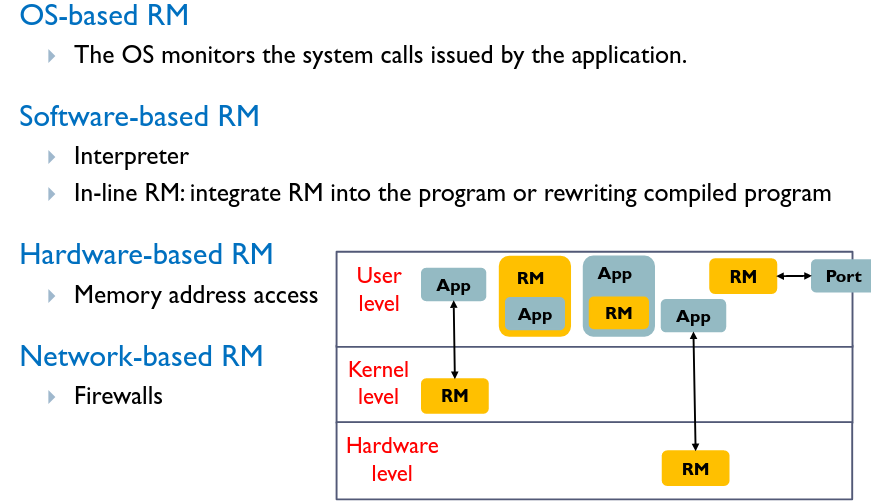 OS-based RM
The OS monitors the system calls issued by the application.
Software-based RM
Interpreter
In-line RM: integrate RM into the program or rewriting compiled program
Hardware-based RM
Memory address access
Network-based RM
Firewalls
User
level
App
RM
App
App
RM
App
RM
Port
Kernel
level
RM
Hardware
level
RM